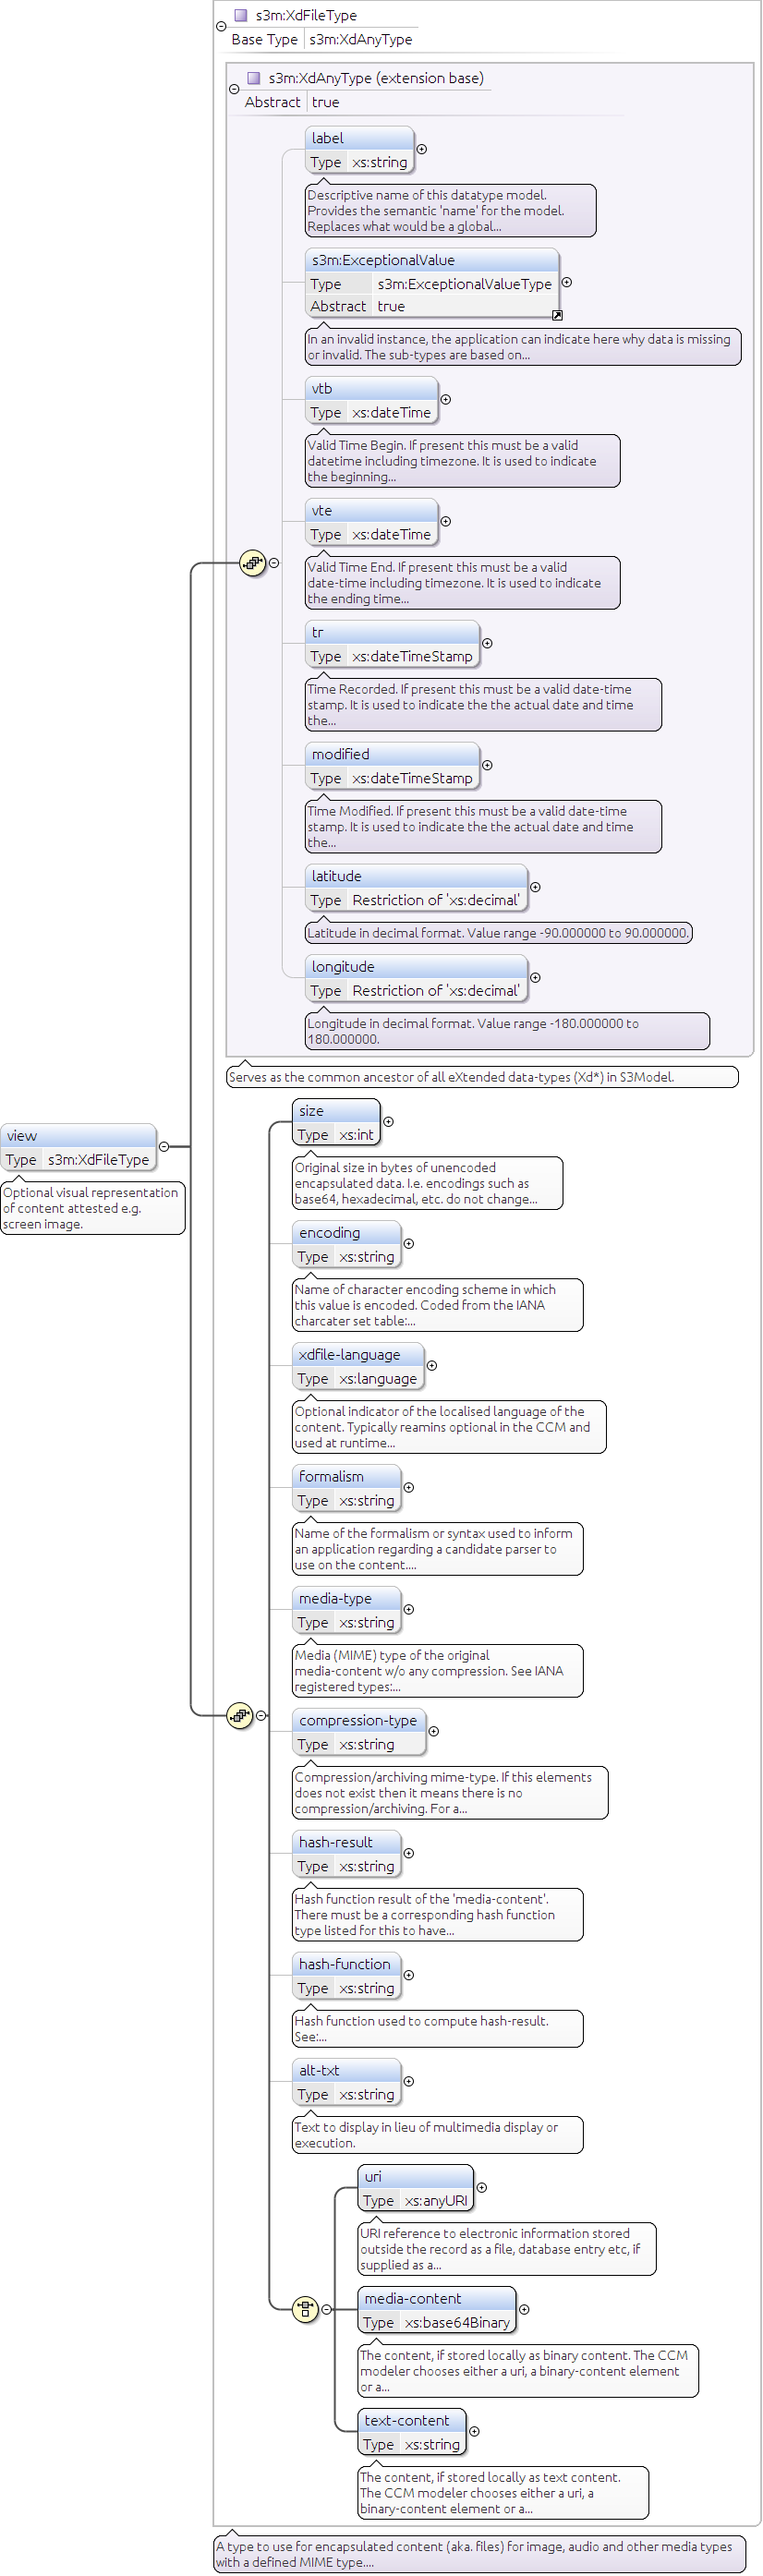 s3m:XdFileType
Base Type s3m:XdAnyType
s3m:XdAnyType (extension base)
Abstract true
label
Type xs:string
Descriptive name of this datatype model.
Provides the semantic 'name' for the model.
Replaces what would be a global...
s3m:ExceptionalValue
Type s3m:ExceptionalValueType
Abstract true
In an invalid instance, the application can indicate here why data is missing
or invalid. The sub-types are based on...
vtb
Type xs:dateTime
Valid Time Begin. If present this must be a valid
datetime including timezone. It is used to indicate
the beginning...
vte
Type xs:dateTime
Valid Time End. If present this must be a valid
date-time including timezone. It is used to indicate
the ending time...
tr
Type xs:dateTimeStamp
Time Recorded. If present this must be a valid date-time
stamp. It is used to indicate the the actual date and time
the...
modified
Type xs:dateTimeStamp
Time Modified. If present this must be a valid date-time
stamp. It is used to indicate the the actual date and time
the...
latitude
Type Restriction of 'xs:decimal'
Latitude in decimal format. Value range -90.000000 to 90.000000.
longitude
Type Restriction of 'xs:decimal'
Longitude in decimal format. Value range -180.000000 to
180.000000.
Serves as the common ancestor of all eXtended data-types (Xd*) in S3Model.
view
Type s3m:XdFileType
Optional visual representation
of content attested e.g.
screen image.
size
Type xs:int
Original size in bytes of unencoded
encapsulated data. I.e. encodings such as
base64, hexadecimal, etc. do not change...
encoding
Type xs:string
Name of character encoding scheme in which
this value is encoded. Coded from the IANA
charcater set table:...
xdfile-language
Type xs:language
Optional indicator of the localised language of the
content. Typically reamins optional in the CCM and
used at runtime...
formalism
Type xs:string
Name of the formalism or syntax used to inform
an application regarding a candidate parser to
use on the content....
media-type
Type xs:string
Media (MIME) type of the original
media-content w/o any compression. See IANA
registered types:...
compression-type
Type xs:string
Compression/archiving mime-type. If this elements
does not exist then it means there is no
compression/archiving. For a...
hash-result
Type xs:string
Hash function result of the 'media-content'.
There must be a corresponding hash function
type listed for this to have...
hash-function
Type xs:string
Hash function used to compute hash-result.
See:...
alt-txt
Type xs:string
Text to display in lieu of multimedia display or
execution.
uri
Type xs:anyURI
URI reference to electronic information stored
outside the record as a file, database entry etc, if
supplied as a...
media-content
Type xs:base64Binary
The content, if stored locally as binary content. The CCM
modeler chooses either a uri, a binary-content element
or a...
text-content
Type xs:string
The content, if stored locally as text content.
The CCM modeler chooses either a uri, a
binary-content element or a...
A type to use for encapsulated content (aka. files) for image, audio and other media types
with a defined MIME type....